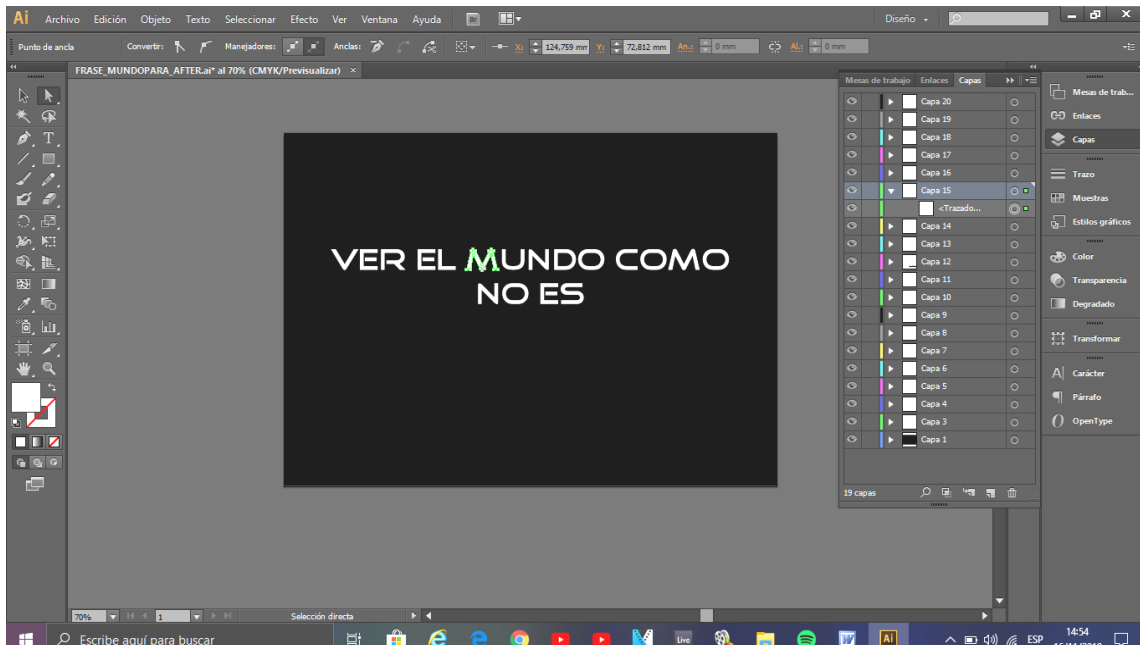 Ai Archivo Edición Objeto Texto Seleccionar Efecto Ver Ventana Ayuda Br Diseño
Punto de ancla Convertir: Manejadores: Anclas: X: 124,759 mm Y: 72,812 mm An.: 0 mm Al.: 0 mm
FRASE_MUNDOPARA_AFTER.ai* al 70% (CMYK/Previsualizar) ×
Mesas de trabajo Enlaces Capas
Capa 20
Capa 19
Capa 18
Capa 17
Capa 16
Capa 15
<Trazado...
Capa 14
Capa 13
Capa 12
Capa 11
Capa 10
Capa 9
Capa 8
Capa 7
Capa 6
Capa 5
Capa 4
Capa 3
Capa 1
19 capas
Mesas de trab...
Enlaces
Capas
Trazo
Muestras
Estilos gráficos
Color
Transparencia
Degradado
Transformar
Carácter
Párrafo
OpenType
VER EL MUNDO COMO
NO ES
70% 1 Selección directa
Escribe aquí para buscar Live W Ai ESP 14:54